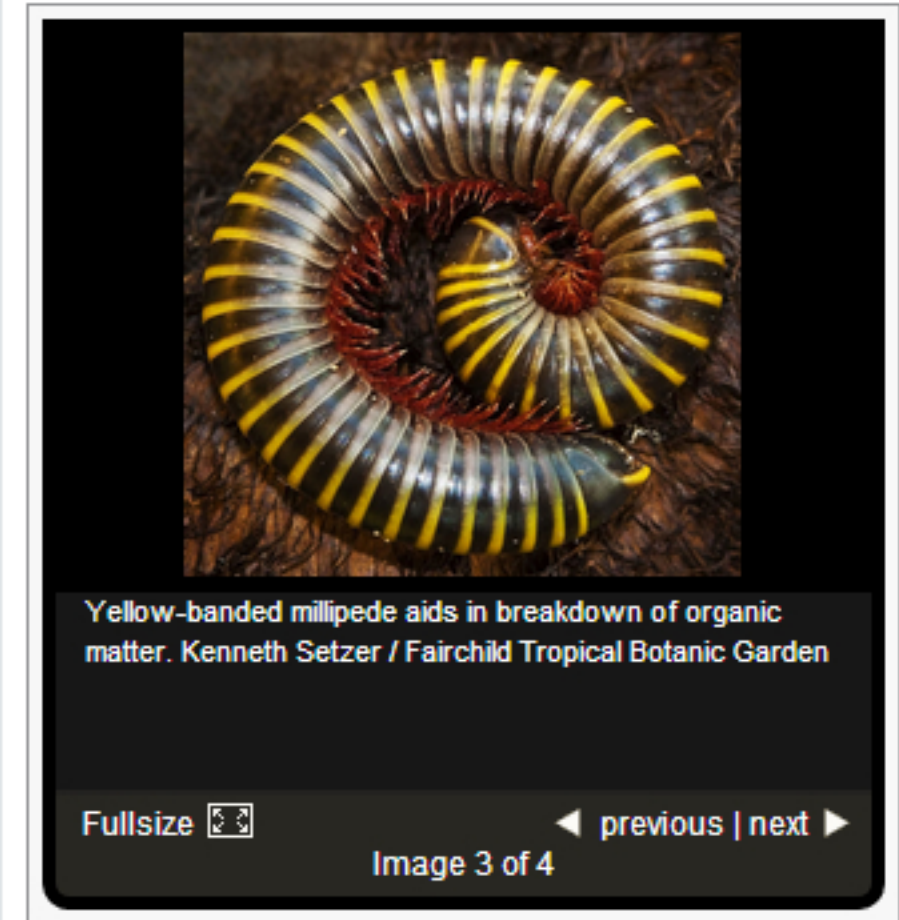 Yellow-banded millipede aids in breakdown of organic
matter. Kenneth Setzer / Fairchild Tropical Botanic Garden
Fullsize
previous | next
Image 3 of 4